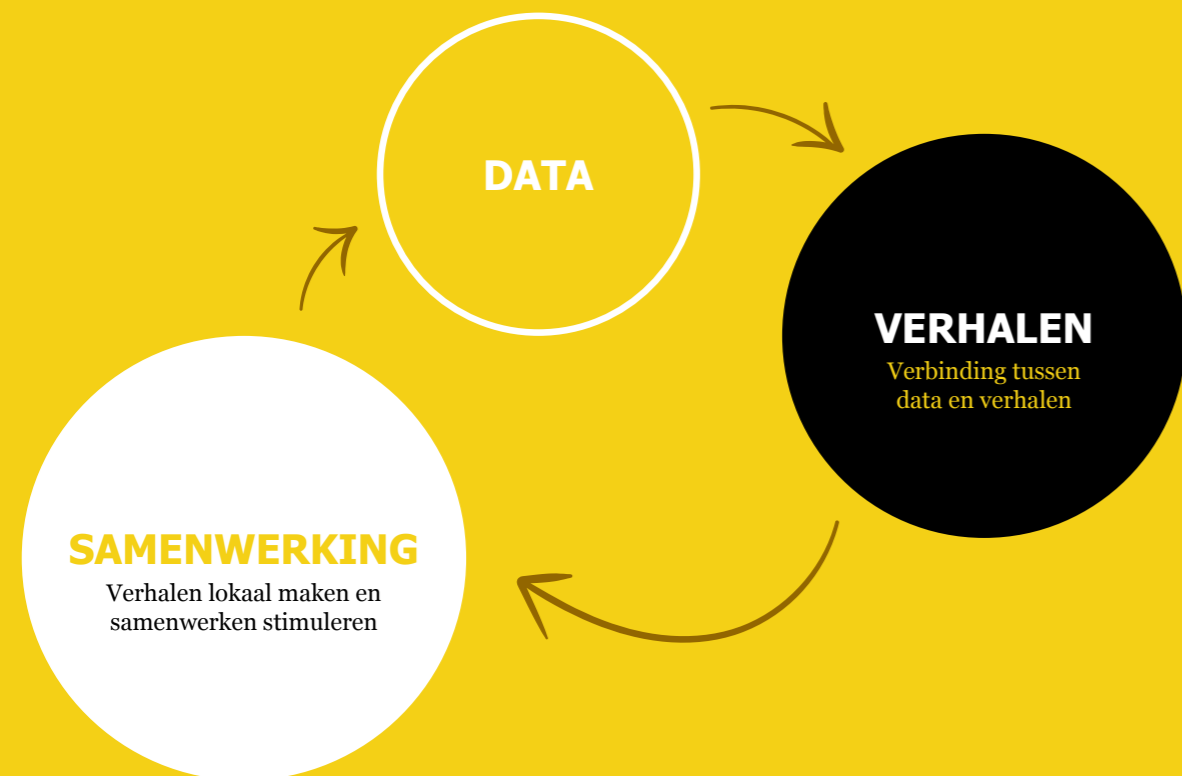 DATA
VERHALEN
Verbinding tussen
data en verhalen
SAMENWERKING
Verhalen lokaal maken en
samenwerken stimuleren